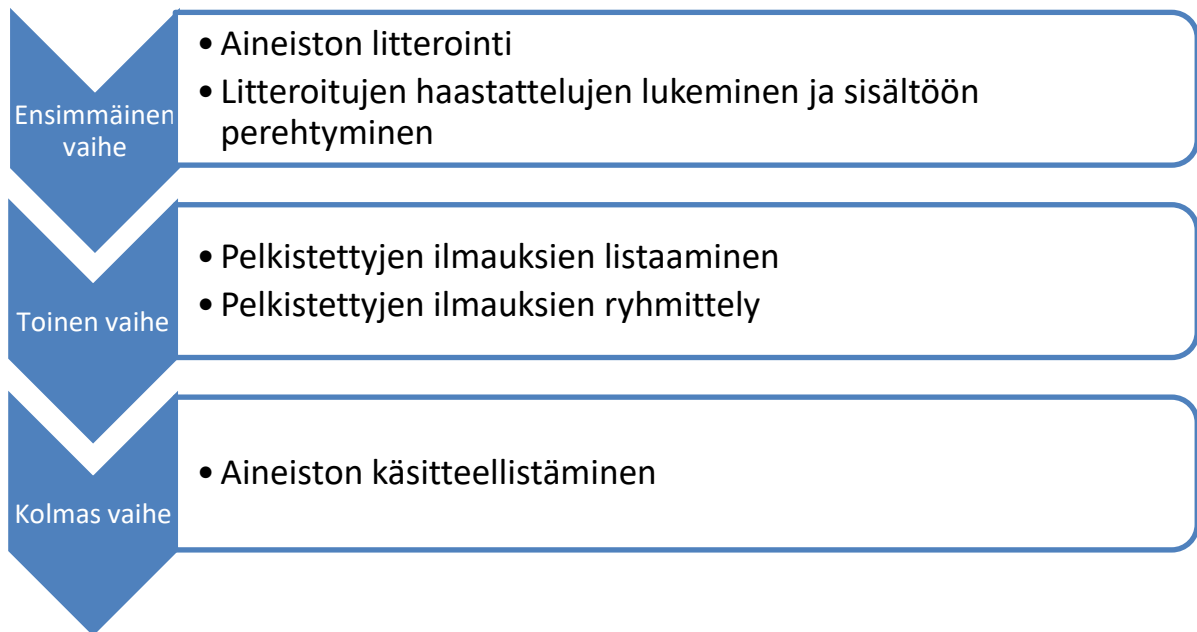 Ensimmäinen
vaihe
• Aineiston litterointi
• Litteroitujen haastattelujen lukeminen ja sisältöön
perehtyminen
Toinen vaihe
• Pelkistettyjen ilmauksien listaaminen
• Pelkistettyjen ilmauksien ryhmittely
Kolmas vaihe
• Aineiston käsitteellistäminen